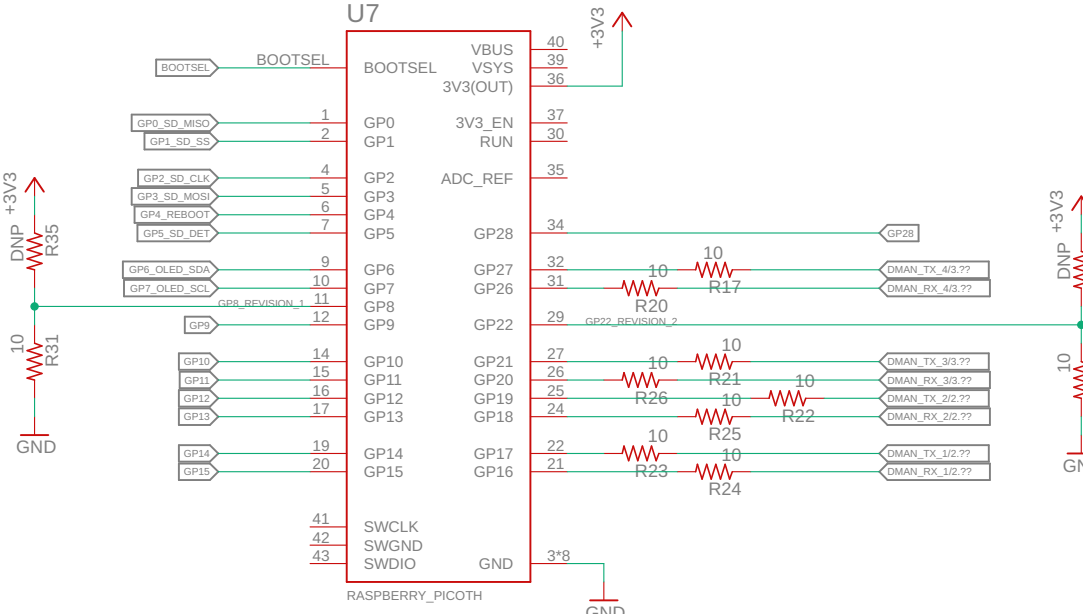 U7
+3V3
BOOTSEL
BOOTSEL
BOOTSEL
VBUS
40
VSYS
39
3V3(OUT)
36
GP0_SD_MISO
1
GP0
3V3_EN
37
GP1_SD_SS
2
GP1
RUN
30
GP2_SD_CLK
4
GP2
ADC_REF
35
GP3_SD_MOSI
5
GP3
GP4_REBOOT
6
GP4
GP5_SD_DET
7
GP5
GP28
34
GP28
GP6_OLED_SDA
9
GP6
GP27
32
10
R17
DMAN_TX_4/3.??
GP7_OLED_SCL
10
GP7
GP26
31
10
R20
DMAN_RX_4/3.??
GP8_REVISION_1
11
GP8
GP9
12
GP9
GP22
29
GP22_REVISION_2
GP10
14
GP10
GP21
27
10
R21
DMAN_TX_3/3.??
GP11
15
GP11
GP20
26
10
R26
DMAN_RX_3/3.??
GP12
16
GP12
GP19
25
10
R22
DMAN_TX_2/2.??
GP13
17
GP13
GP18
24
10
R25
DMAN_RX_2/2.??
GP14
19
GP14
GP17
22
10
R23
DMAN_TX_1/2.??
GP15
20
GP15
GP16
21
10
R24
DMAN_RX_1/2.??
41
SWCLK
42
SWGND
43
SWDIO
GND
3*8
GND
RASPBERRY_PICOTH
+3V3
DNP
R35
10
R31
GND
+3V3
DNP
10